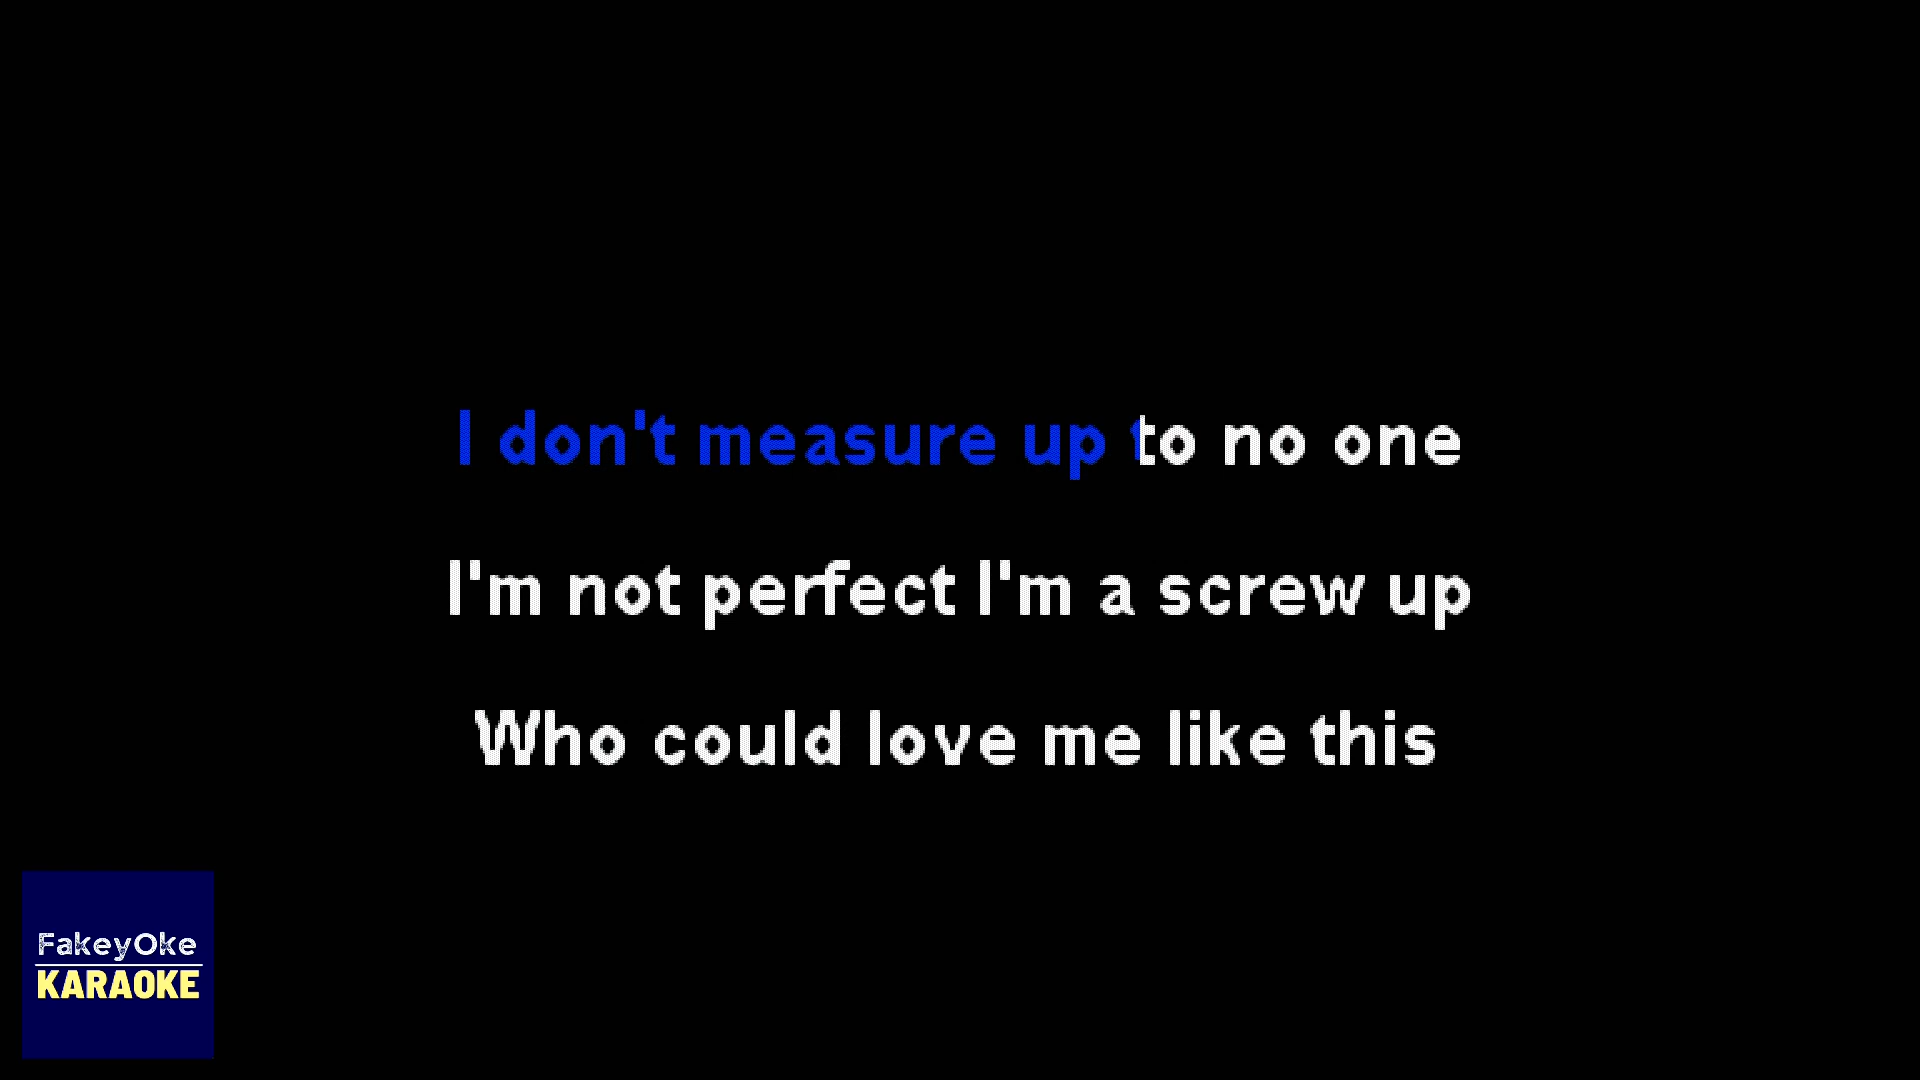 I don't measure up to no one
I'm not perfect I'm a screw up
Who could love me like this
FakeyOke
KARAOKE